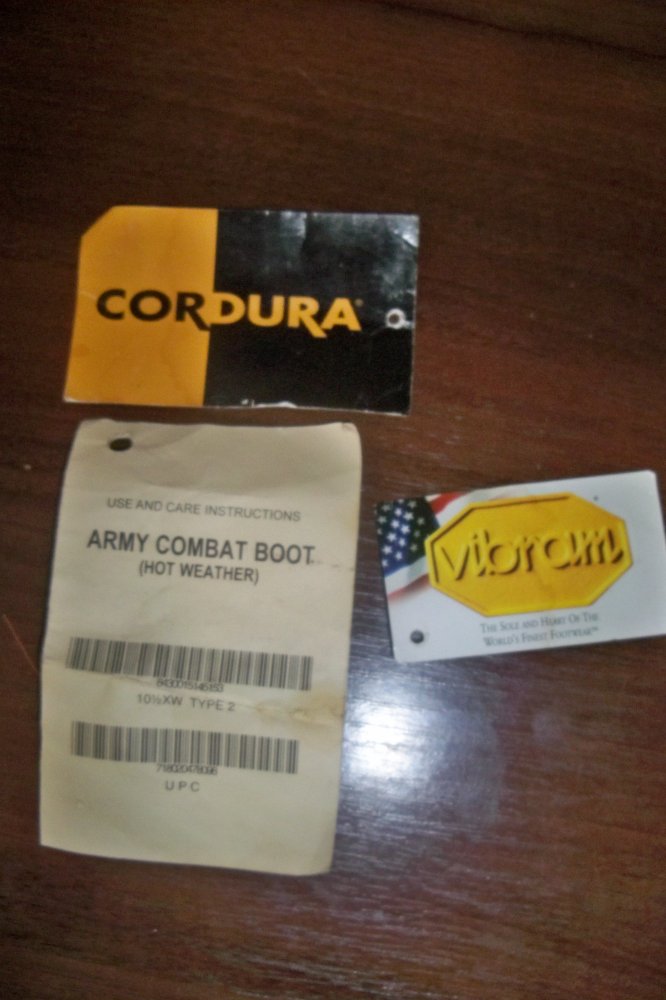 CORDURA®
USE AND CARE INSTRUCTIONS
ARMY COMBAT BOOT
(HOT WEATHER)
10½XW TYPE 2
UPC
vibram
THE SOLE AND HEART OF THE
WORLD'S FINEST FOOTWEAR™